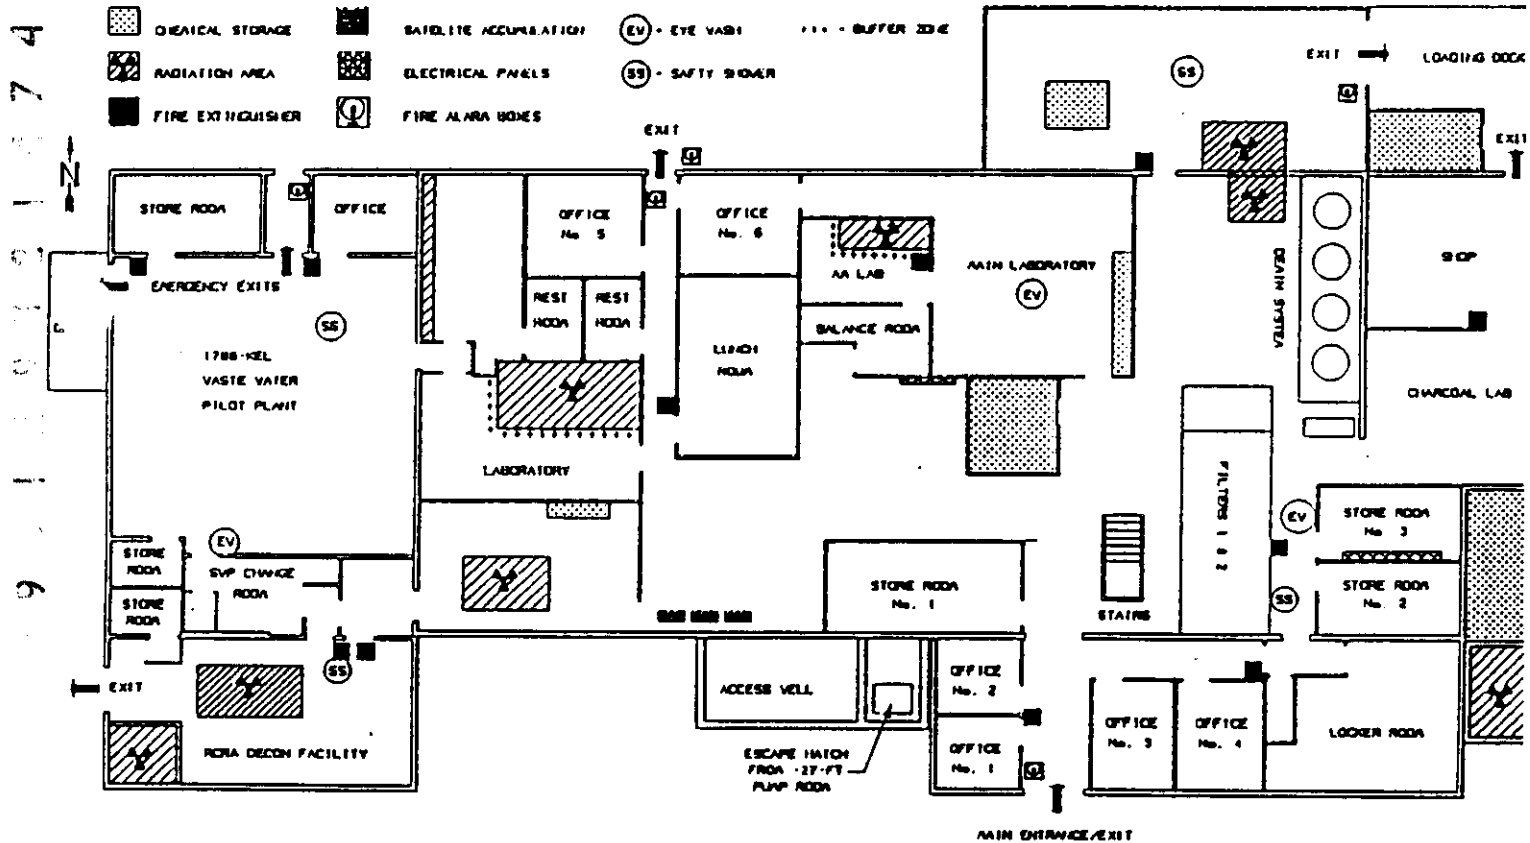 CHEMICAL STORAGE
SATELLITE ACCUMULATION
EV - EYE WASH
- BUFFER ZONE
RADIATION AREA
ELECTRICAL PANELS
SS - SAFTY SHOWER
FIRE EXTINGUISHER
FIRE ALARM BOXES
EXIT
EXIT
LOADING DOCK
SS
EXIT
N
STORE ROOM
OFFICE
OFFICE
No. 5
OFFICE
No. 6
AA LAB
MAIN LABORATORY
EV
SHOP
EMERGENCY EXITS
SS
REST
ROOM
REST
ROOM
BALANCE ROOM
DEMIN SYSTEM
LUNCH
ROOM
1706-KEL
WASTE WATER
PILOT PLANT
CHARCOAL LAB
LABORATORY
FILTERS 1 & 2
EV
STORE ROOM
No. 3
EV
STORE
ROOM
SWP CHANGE
ROOM
STORE
ROOM
STORE ROOM
No. 1
STAIRS
SS
STORE ROOM
No. 2
SS
EXIT
ACCESS WELL
OFFICE
No. 2
OFFICE
No. 3
OFFICE
No. 4
LOCKER ROOM
RCRA DECON FACILITY
ESCAPE HATCH
FROM -27-FT
PUMP ROOM
OFFICE
No. 1
MAIN ENTRANCE/EXIT